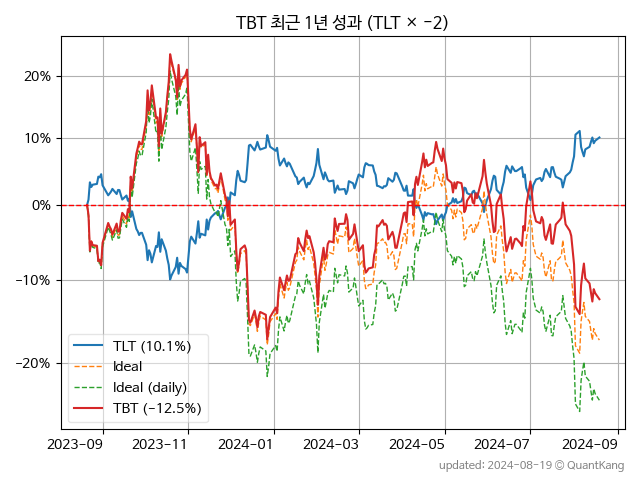 TBT 최근 1년 성과 (TLT × −2)
20%
10%
0%
−10%
−20%
TLT (10.1%)
Ideal
Ideal (daily)
TBT (−12.5%)
2023−09
2023−11
2024−01
2024−03
2024−05
2024−07
2024−09
updated: 2024−08−19 © QuantKang